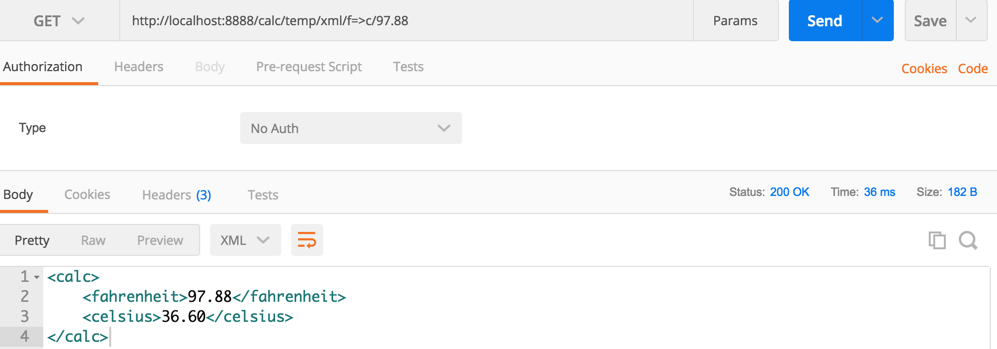 GET http://localhost:8888/calc/temp/xml/f=>c/97.88 Params Send Save
Authorization Headers Body Pre-request Script Tests Cookies Code
Type No Auth
Body Cookies Headers (3) Tests Status: 200 OK Time: 36 ms Size: 182 B
Pretty Raw Preview XML
1 <calc>
2 <fahrenheit>97.88</fahrenheit>
3 <celsius>36.60</celsius>
4 </calc>